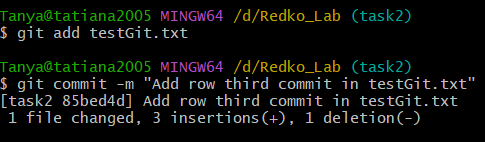 Tanya@tatiana2005 MINGW64 /d/Redko_Lab (task2)
$ git add testGit.txt
Tanya@tatiana2005 MINGW64 /d/Redko_Lab (task2)
$ git commit -m "Add row third commit in testGit.txt"
[task2 85bed4d] Add row third commit in testGit.txt
 1 file changed, 3 insertions(+), 1 deletion(-)